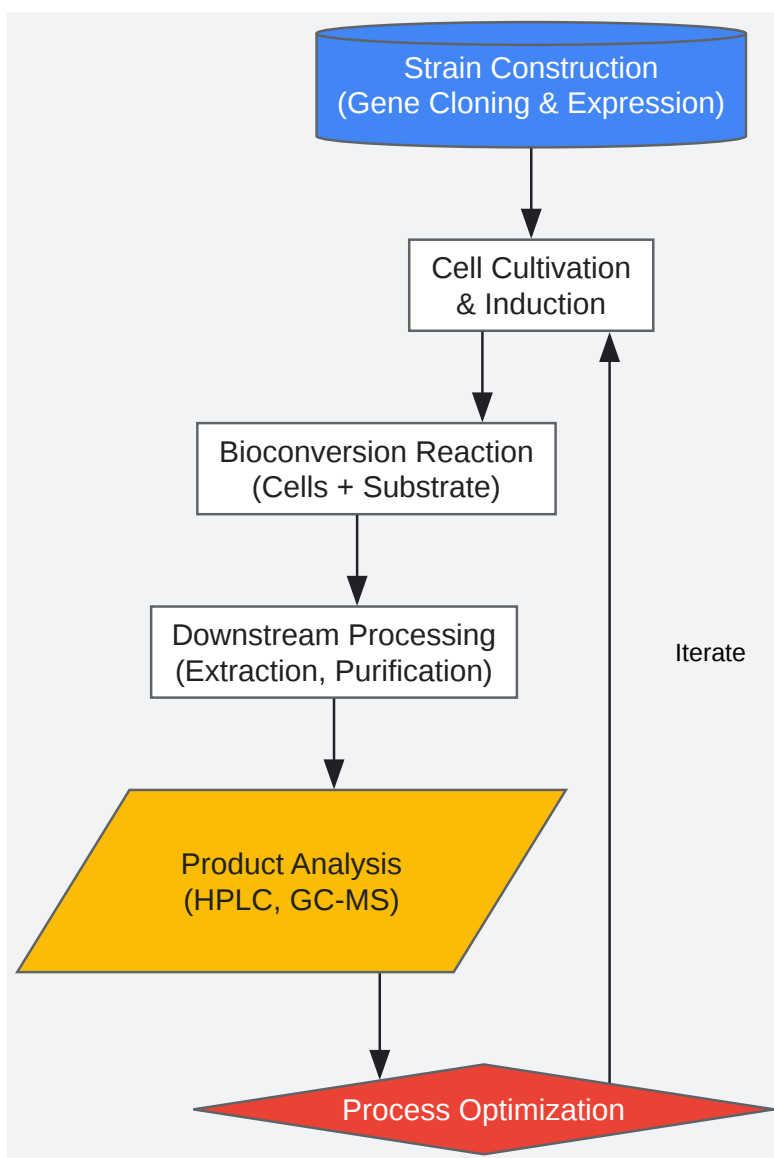 Strain Construction
(Gene Cloning & Expression)
Cell Cultivation
& Induction
Bioconversion Reaction
(Cells + Substrate)
Downstream Processing
(Extraction, Purification)
Iterate
Product Analysis
(HPLC, GC-MS)
Process Optimization